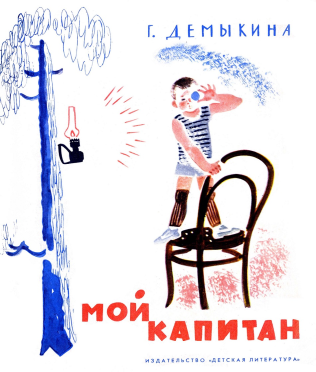 Г. ДЕМЫКИНА
МОЙ
КАПИТАН
ИЗДАТЕЛЬСТВО «ДЕТСКАЯ ЛИТЕРАТУРА»